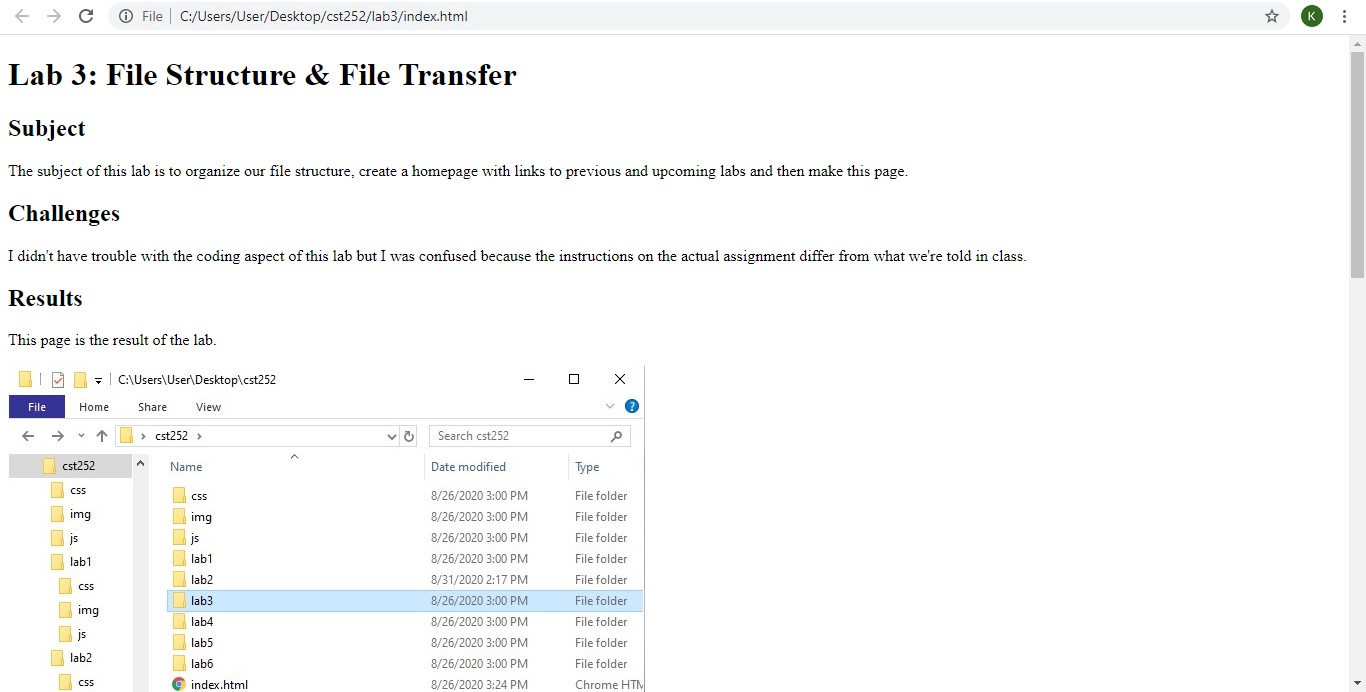 File C:/Users/User/Desktop/cst252/lab3/index.html K
Lab 3: File Structure & File Transfer
Subject
The subject of this lab is to organize our file structure, create a homepage with links to previous and upcoming labs and then make this page.
Challenges
I didn't have trouble with the coding aspect of this lab but I was confused because the instructions on the actual assignment differ from what we're told in class.
Results
This page is the result of the lab.
C:\Users\User\Desktop\cst252
File Home Share View ?
cst252 Search cst252
cst252
css
img
js
lab1
css
img
js
lab2
css
Name Date modified Type
css 8/26/2020 3:00 PM File folder
img 8/26/2020 3:00 PM File folder
js 8/26/2020 3:00 PM File folder
lab1 8/26/2020 3:00 PM File folder
lab2 8/31/2020 2:17 PM File folder
lab3 8/26/2020 3:00 PM File folder
lab4 8/26/2020 3:00 PM File folder
lab5 8/26/2020 3:00 PM File folder
lab6 8/26/2020 3:00 PM File folder
index.html 8/26/2020 3:24 PM Chrome HTM